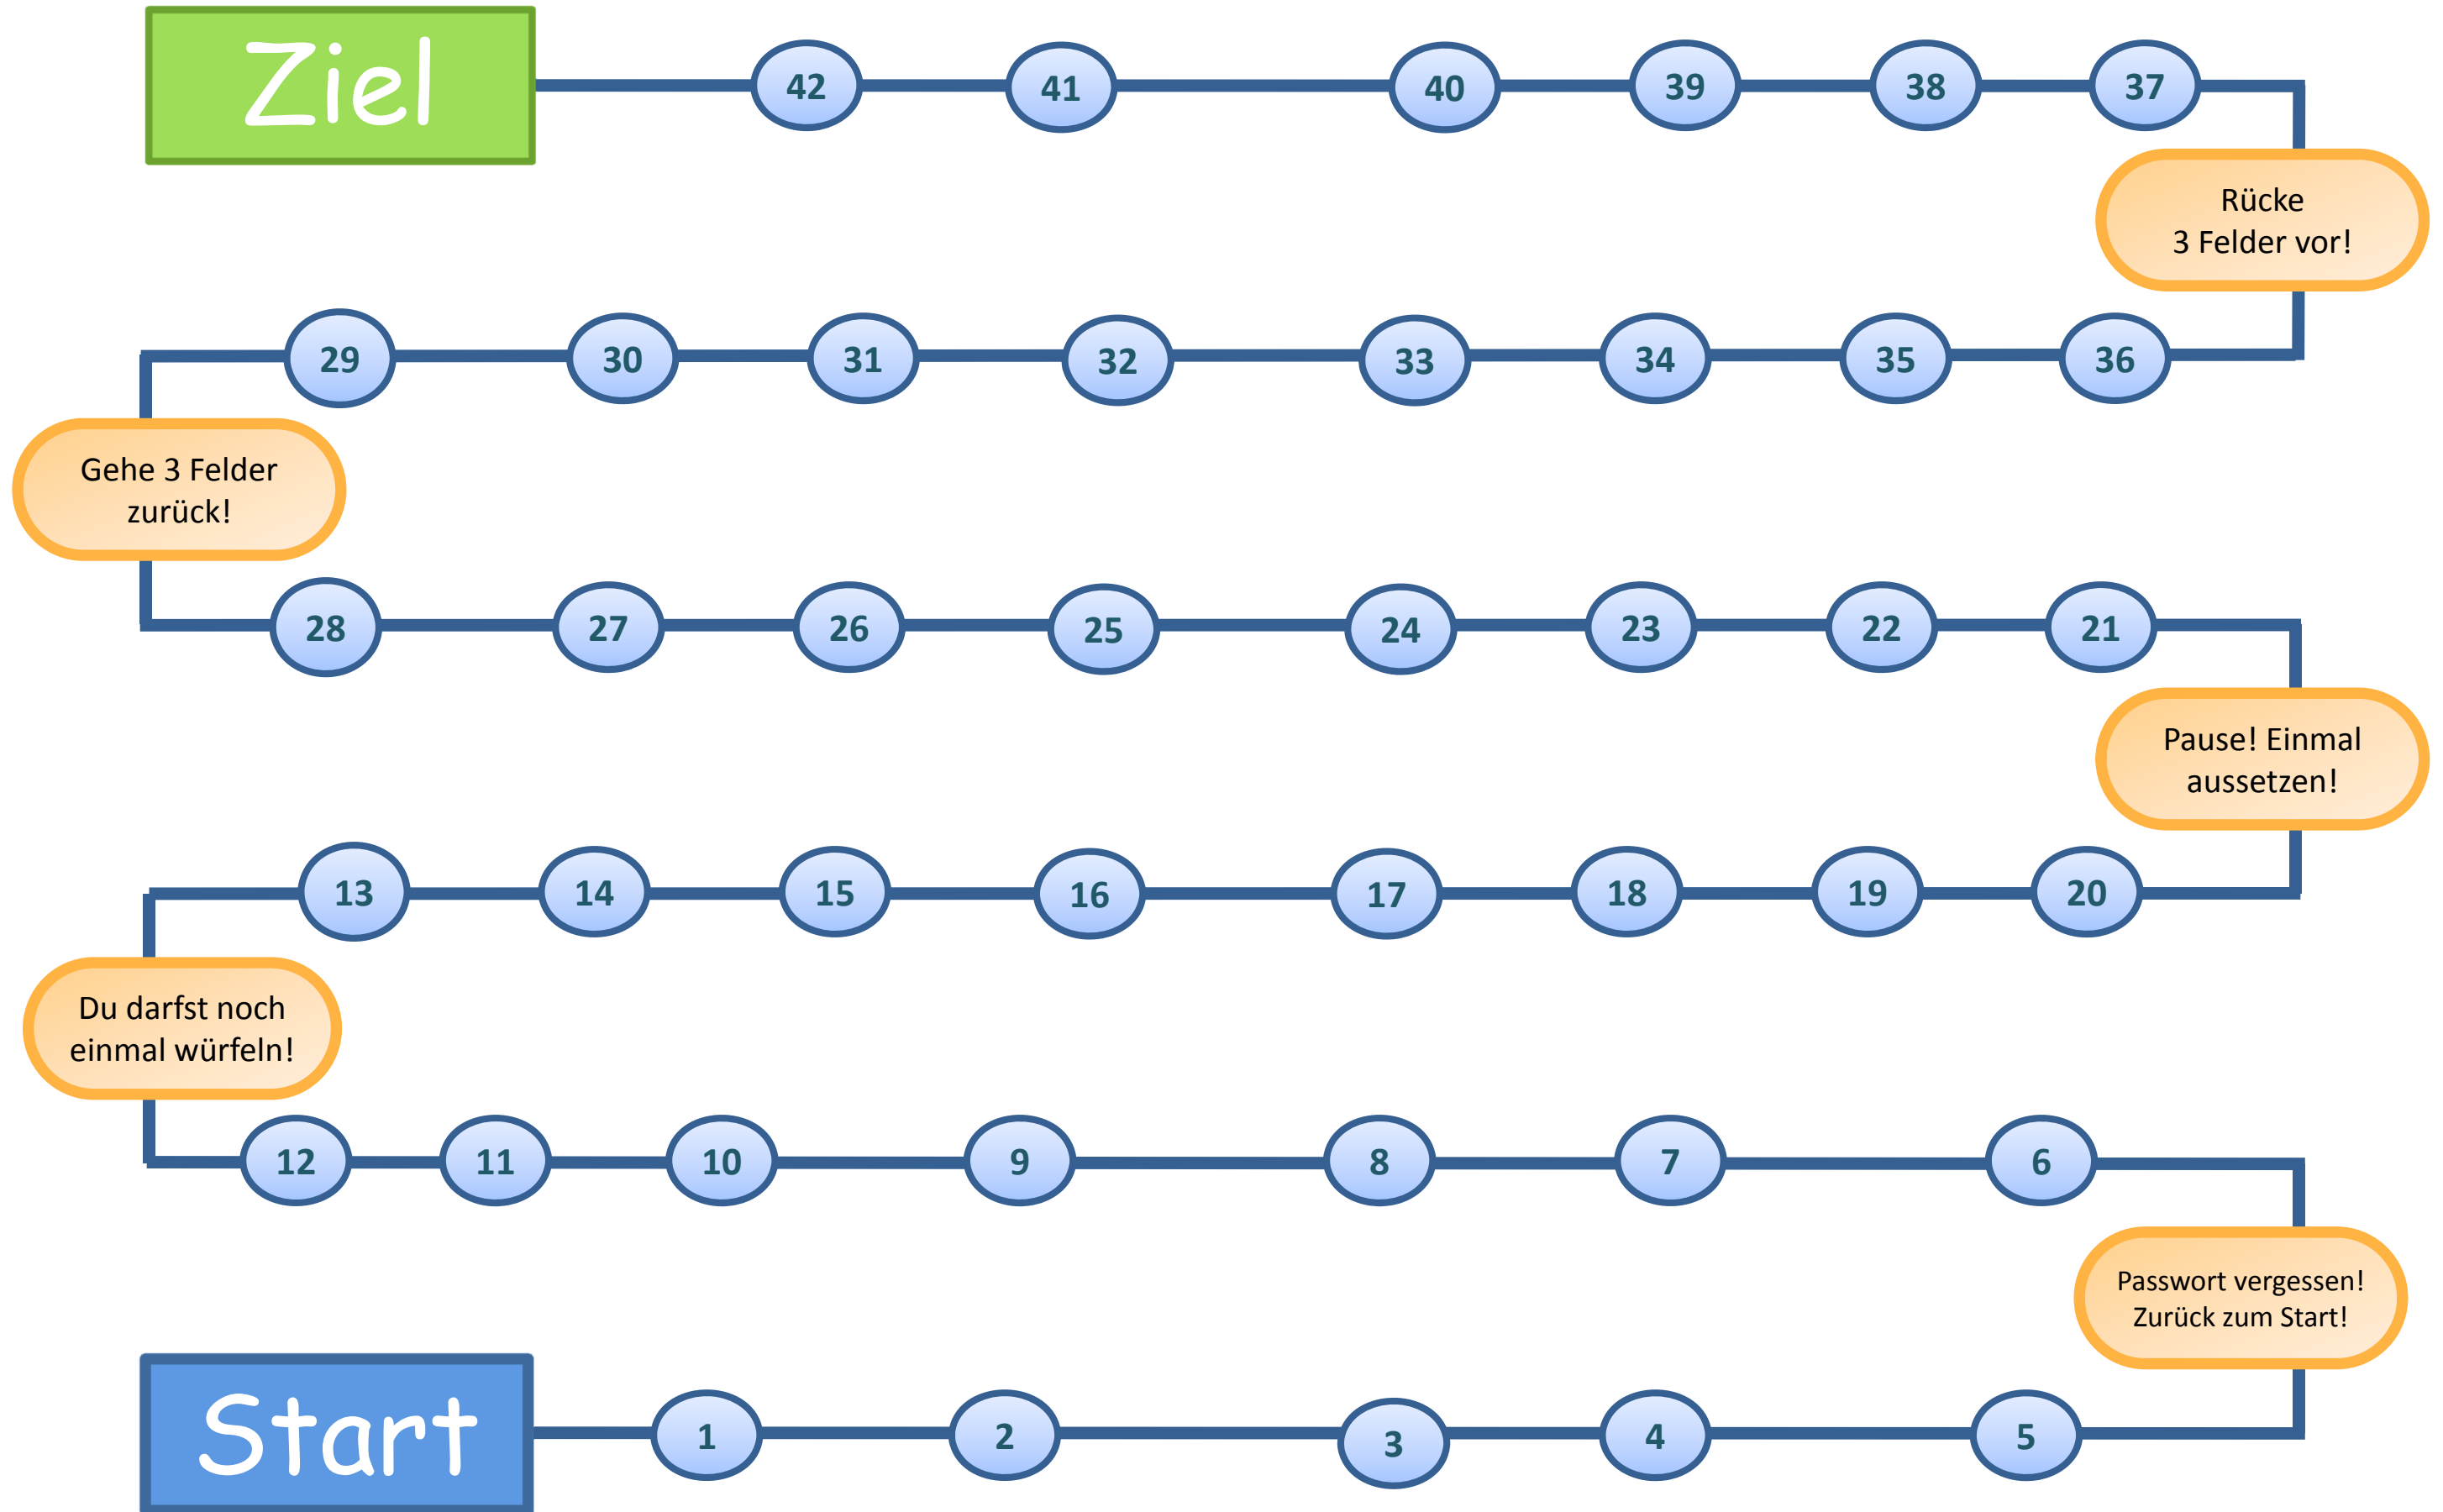 Ziel
42 41 40 39 38 37
Rücke
3 Felder vor!
29 30 31 32 33 34 35 36
Gehe 3 Felder
zurück!
28 27 26 25 24 23 22 21
Pause! Einmal
aussetzen!
13 14 15 16 17 18 19 20
Du darfst noch
einmal würfeln!
12 11 10 9 8 7 6
Passwort vergessen!
Zurück zum Start!
Start
1 2 3 4 5